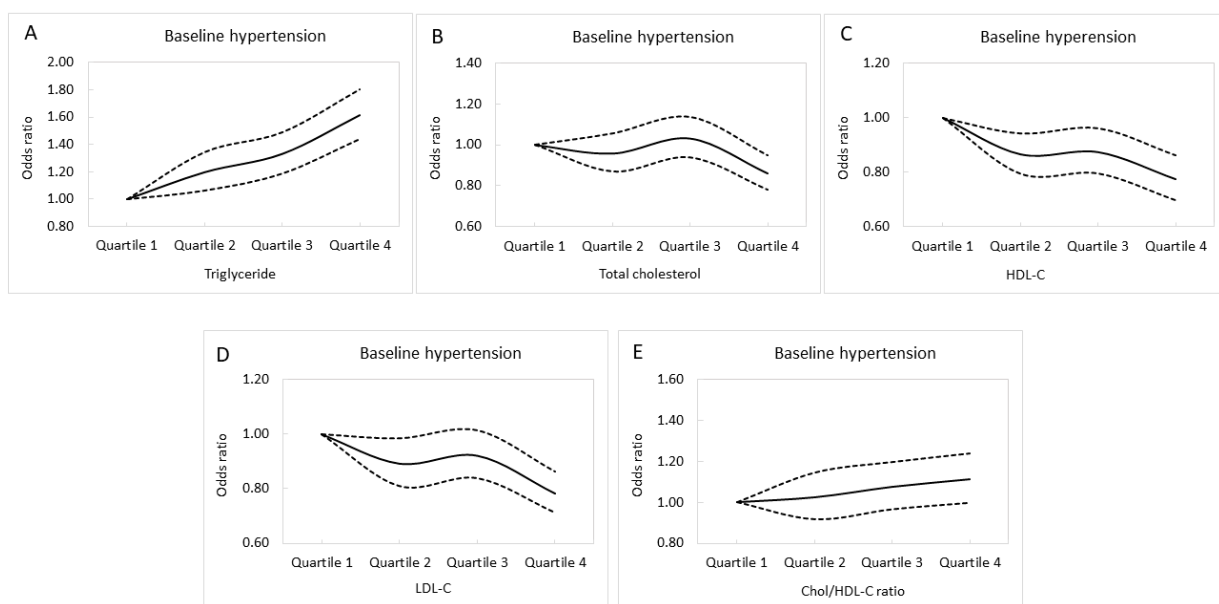 A
Baseline hypertension
2.00
1.80
1.60
1.40
1.20
1.00
0.80
Odds ratio
Quartile 1 Quartile 2 Quartile 3 Quartile 4
Triglyceride
B
Baseline hypertension
1.40
1.20
1.00
0.80
0.60
Odds ratio
Quartile 1 Quartile 2 Quartile 3 Quartile 4
Total cholesterol
C
Baseline hyperension
1.20
1.00
0.80
0.60
Odds ratio
Quartile 1 Quartile 2 Quartile 3 Quartile 4
HDL-C
D
Baseline hypertension
1.20
1.00
0.80
0.60
Odds ratio
Quartile 1 Quartile 2 Quartile 3 Quartile 4
LDL-C
E
Baseline hypertension
1.60
1.40
1.20
1.00
0.80
Odds ratio
Quartile 1 Quartile 2 Quartile 3 Quartile 4
Chol/HDL-C ratio